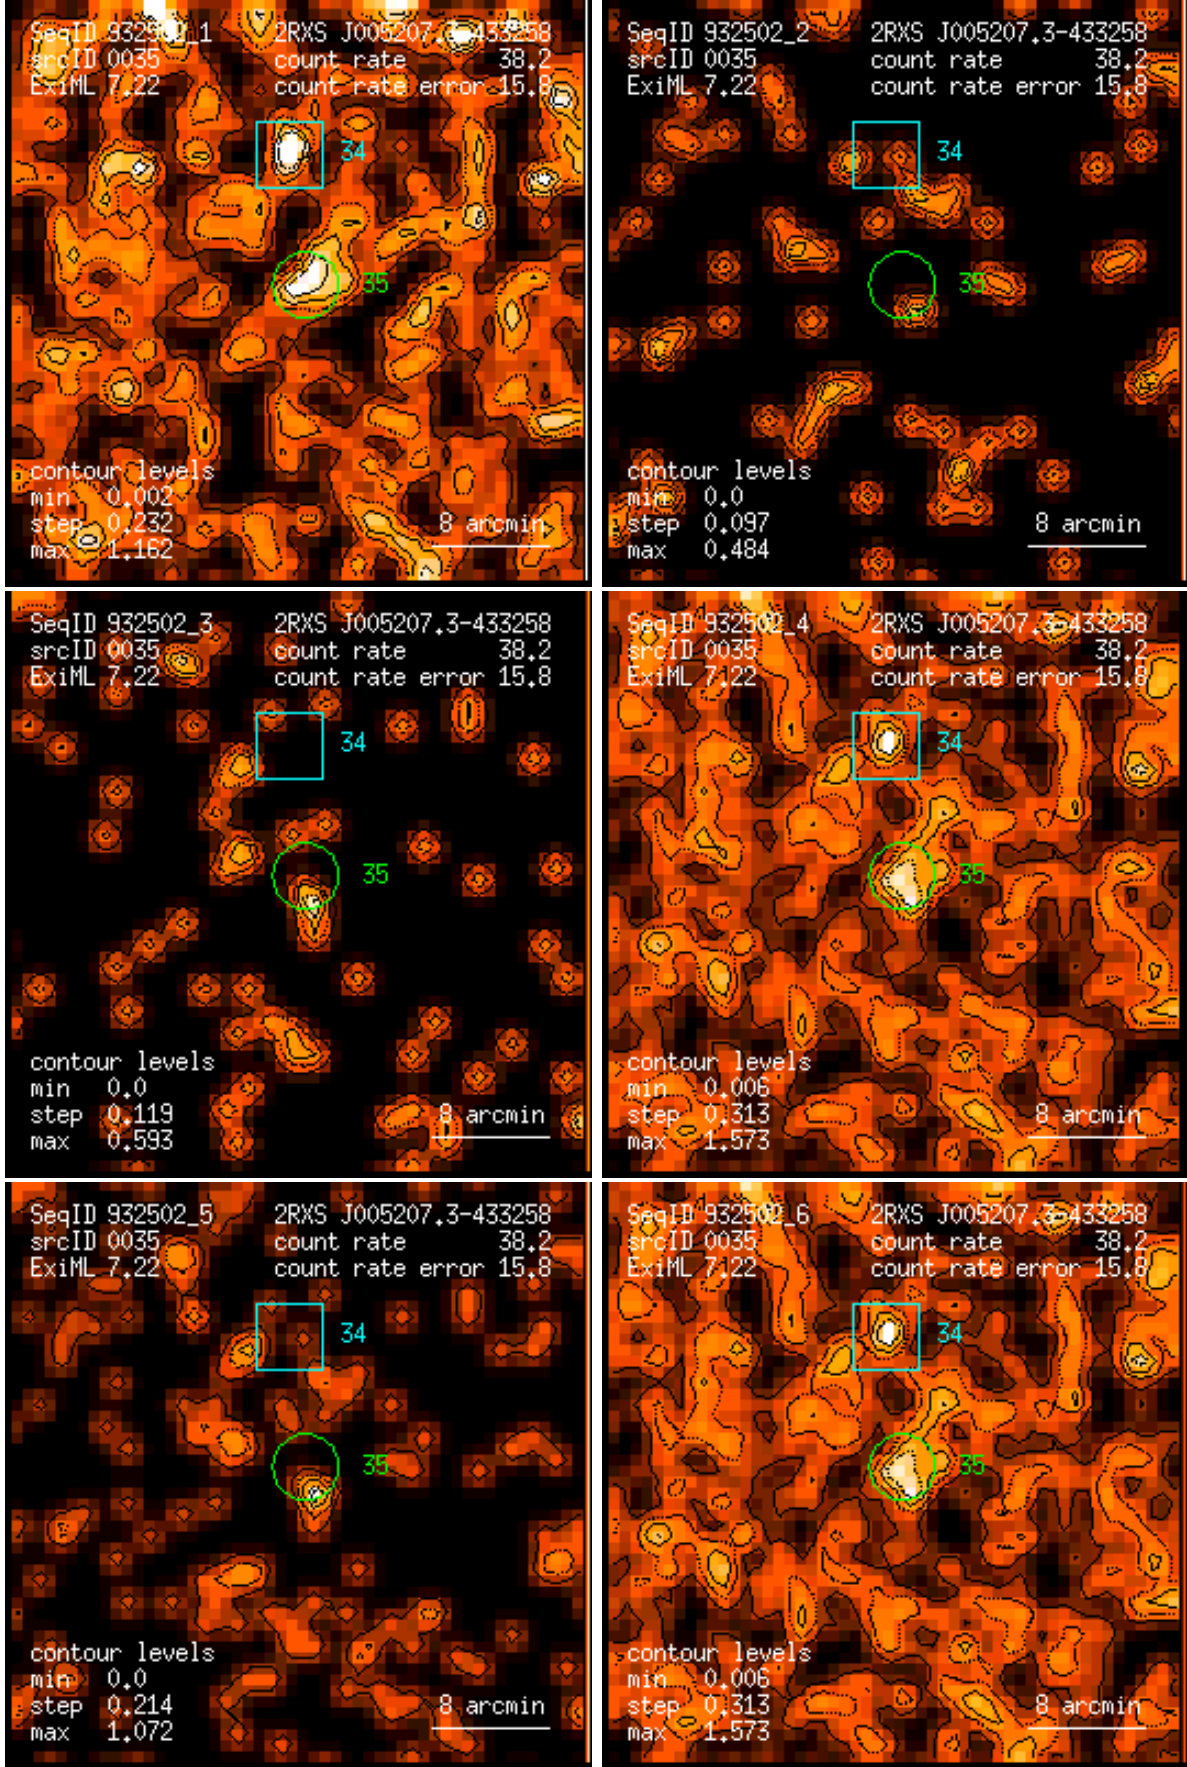 SeqID 932502_1 2RXS J005207.3-433258
srcID 0035 count rate 38.2
ExiML 7.22 count rate error 15.8
34
35
contour levels
min 0.002
step 0.232
max 1.162
8 arcmin
SeqID 932502_2 2RXS J005207.3-433258
srcID 0035 count rate 38.2
ExiML 7.22 count rate error 15.8
34
35
contour levels
min 0.0
step 0.097
max 0.484
8 arcmin
SeqID 932502_3 2RXS J005207.3-433258
srcID 0035 count rate 38.2
ExiML 7.22 count rate error 15.8
34
35
contour levels
min 0.0
step 0.119
max 0.593
8 arcmin
SeqID 932502_4 2RXS J005207.3-433258
srcID 0035 count rate 38.2
ExiML 7.22 count rate error 15.8
34
35
contour levels
min 0.006
step 0.313
max 1.573
8 arcmin
SeqID 932502_5 2RXS J005207.3-433258
srcID 0035 count rate 38.2
ExiML 7.22 count rate error 15.8
34
35
contour levels
min 0.0
step 0.214
max 1.072
8 arcmin
SeqID 932502_6 2RXS J005207.3-433258
srcID 0035 count rate 38.2
ExiML 7.22 count rate error 15.8
34
35
contour levels
min 0.006
step 0.313
max 1.573
8 arcmin